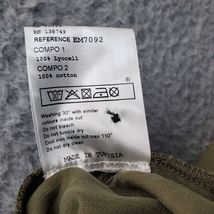 RN 138749
REFERENCE EM7092
COMPO 1
100% Lyocell
COMPO 2
100% cotton
Washing 30° with similar
colours inside out
Do not bleach
Do not tumble dry
Cool iron inside out max 110°
Do not dry clean
MADE IN TUNISIA